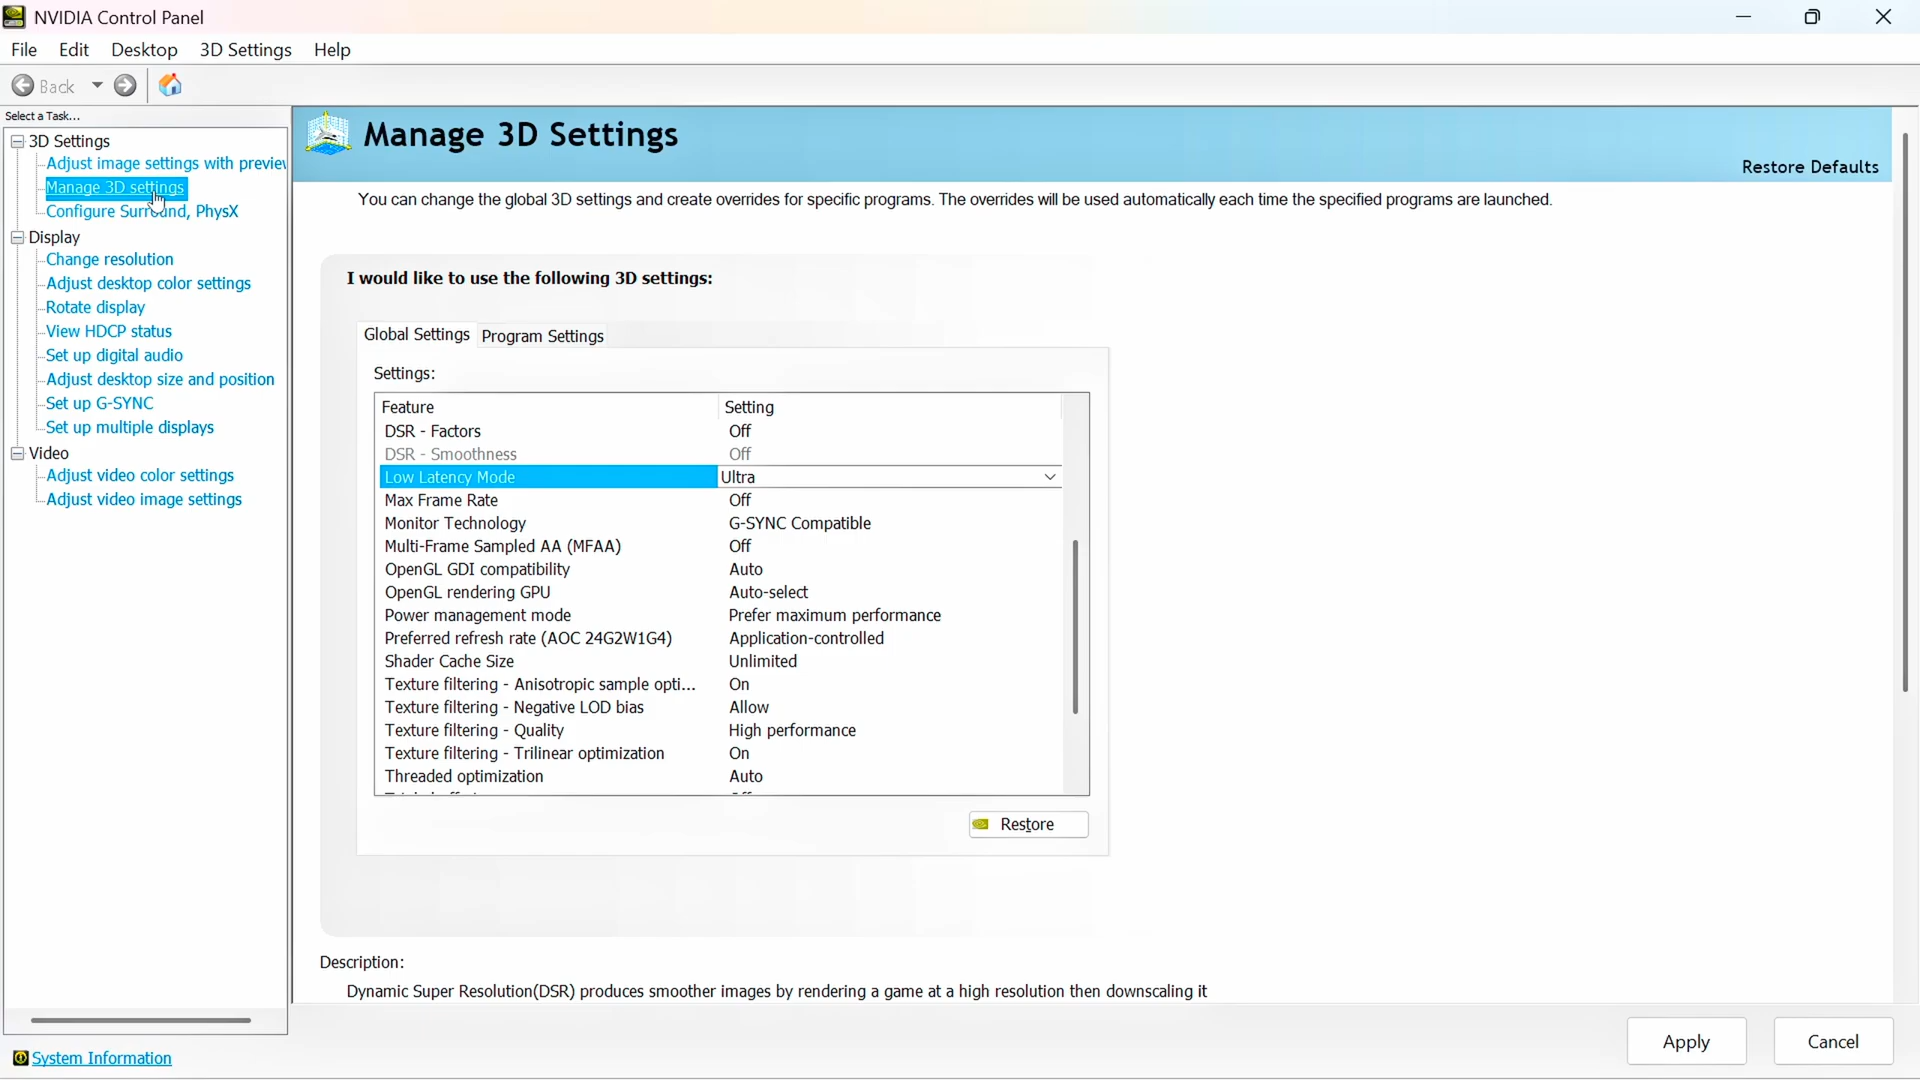 NVIDIA Control Panel
File Edit Desktop 3D Settings Help
Back
Select a Task...
3D Settings
Adjust image settings with preview
Manage 3D settings
Configure Surround, PhysX
Display
Change resolution
Adjust desktop color settings
Rotate display
View HDCP status
Set up digital audio
Adjust desktop size and position
Set up G-SYNC
Set up multiple displays
Video
Adjust video color settings
Adjust video image settings
System Information
Manage 3D Settings
Restore Defaults
You can change the global 3D settings and create overrides for specific programs. The overrides will be used automatically each time the specified programs are launched.
I would like to use the following 3D settings:
Global Settings Program Settings
Settings:
Feature Setting
DSR - Factors Off
DSR - Smoothness Off
Low Latency Mode Ultra
Max Frame Rate Off
Monitor Technology G-SYNC Compatible
Multi-Frame Sampled AA (MFAA) Off
OpenGL GDI compatibility Auto
OpenGL rendering GPU Auto-select
Power management mode Prefer maximum performance
Preferred refresh rate (AOC 24G2W1G4) Application-controlled
Shader Cache Size Unlimited
Texture filtering - Anisotropic sample opti... On
Texture filtering - Negative LOD bias Allow
Texture filtering - Quality High performance
Texture filtering - Trilinear optimization On
Threaded optimization Auto
Restore
Description:
Dynamic Super Resolution(DSR) produces smoother images by rendering a game at a high resolution then downscaling it
Apply Cancel